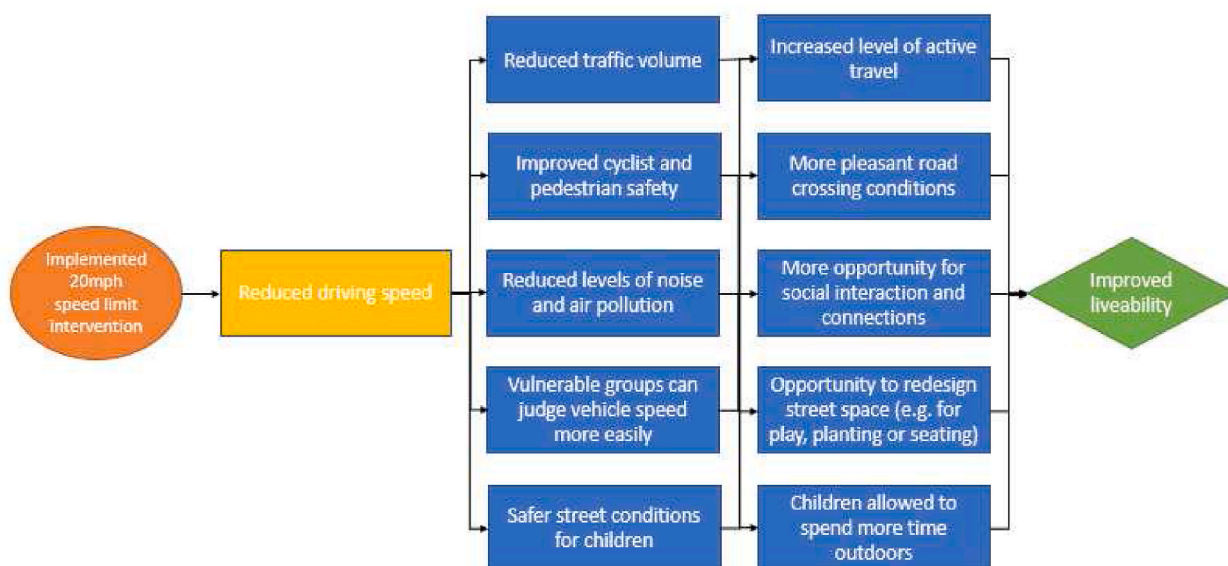 Implemented
20mph
speed limit
intervention
Reduced driving speed
Reduced traffic volume
Improved cyclist and
pedestrian safety
Reduced levels of noise
and air pollution
Vulnerable groups can
judge vehicle speed
more easily
Safer street conditions
for children
Increased level of active
travel
More pleasant road
crossing conditions
More opportunity for
social interaction and
connections
Opportunity to redesign
street space (e.g. for
play, planting or seating)
Children allowed to
spend more time
outdoors
Improved
liveability